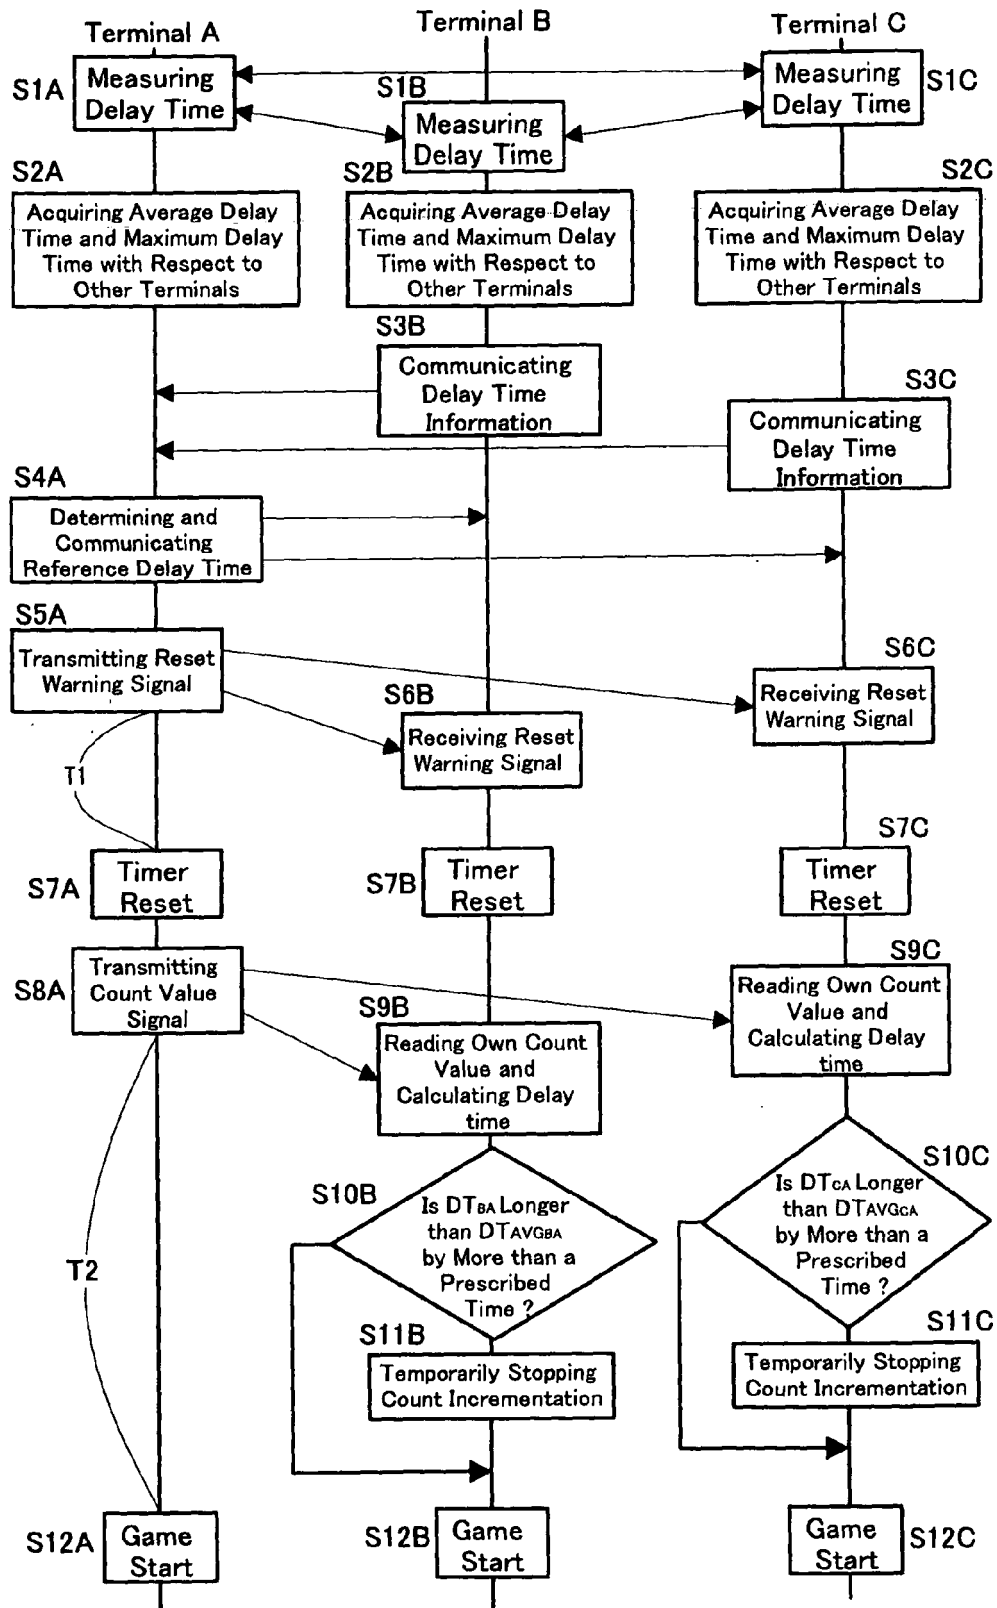 Terminal A
Terminal B
Terminal C
S1A
Measuring
Delay Time
S1B
Measuring
Delay Time
Measuring
Delay Time
S1C
S2A
Acquiring Average Delay
Time and Maximum Delay
Time with Respect to
Other Terminals
S2B
Acquiring Average Delay
Time and Maximum Delay
Time with Respect to
Other Terminals
S2C
Acquiring Average Delay
Time and Maximum Delay
Time with Respect to
Other Terminals
S3B
Communicating
Delay Time
Information
S3C
Communicating
Delay Time
Information
S4A
Determining and
Communicating
Reference Delay Time
S5A
Transmitting Reset
Warning Signal
S6B
Receiving Reset
Warning Signal
S6C
Receiving Reset
Warning Signal
T1
S7A
Timer
Reset
S7B
Timer
Reset
S7C
Timer
Reset
S8A
Transmitting
Count Value
Signal
S9B
Reading Own Count
Value and
Calculating Delay
time
S9C
Reading Own Count
Value and
Calculating Delay
time
T2
S10B
Is DTBA Longer
than DTAVGBA
by More than a
Prescribed
Time ?
S10C
Is DTCA Longer
than DTAVGCA
by More than a
Prescribed
Time ?
S11B
Temporarily Stopping
Count Incrementation
S11C
Temporarily Stopping
Count Incrementation
S12A
Game
Start
S12B
Game
Start
Game
Start
S12C